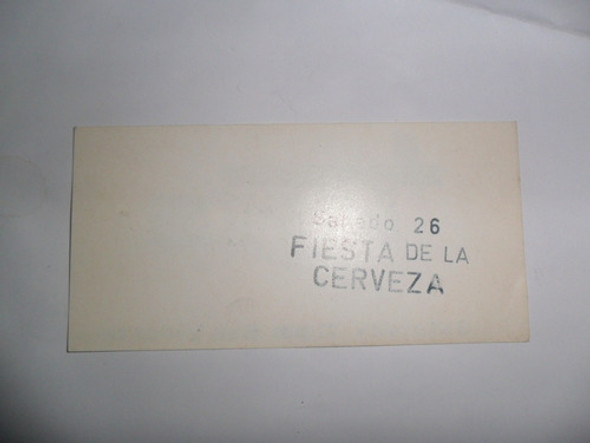 Sabado 26
FIESTA DE LA
CERVEZA